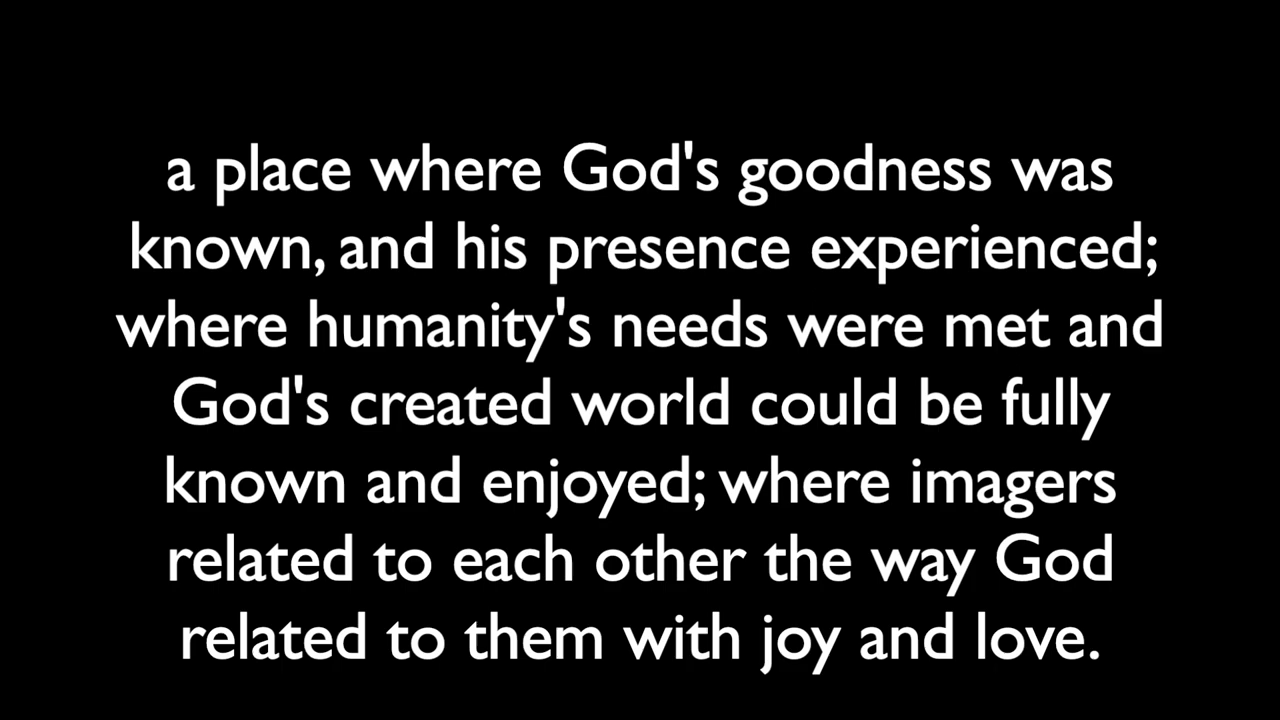 a place where God's goodness was
known, and his presence experienced;
where humanity's needs were met and
God's created world could be fully
known and enjoyed; where imagers
related to each other the way God
related to them with joy and love.